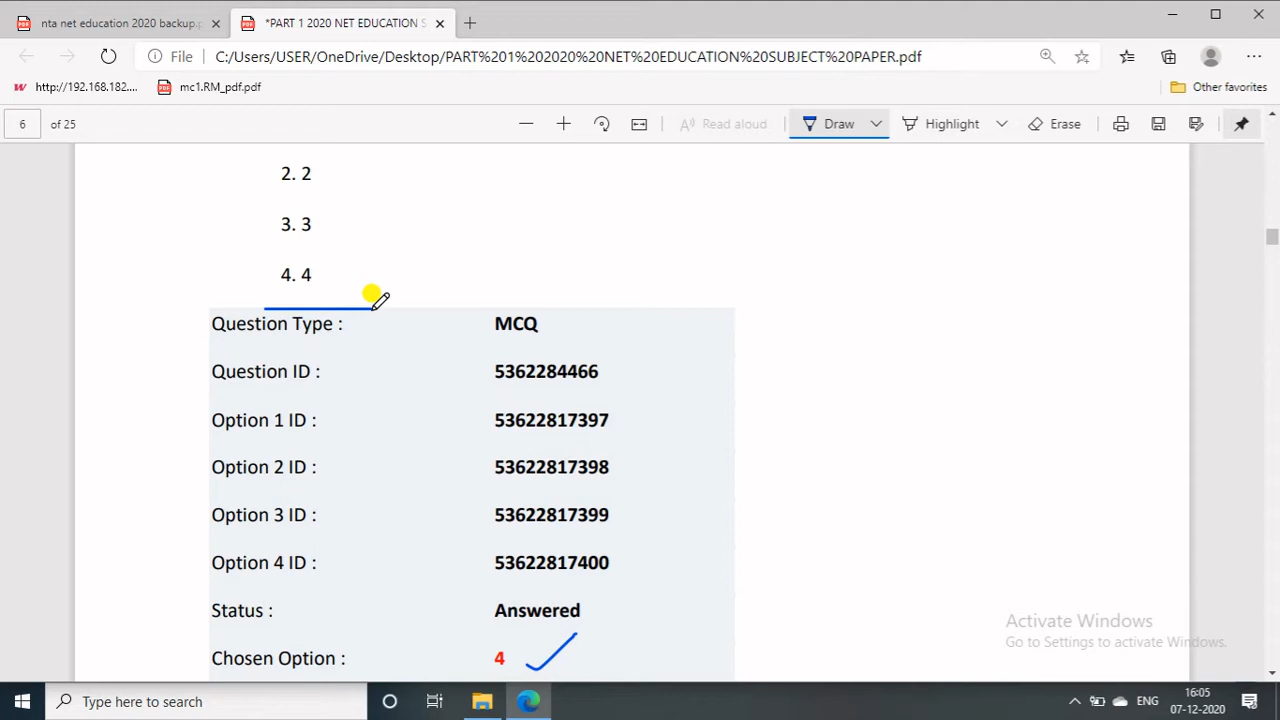 nta net education 2020 backup.p
*PART 1 2020 NET EDUCATION S
File
C:/Users/USER/OneDrive/Desktop/PART%201%202020%20NET%20EDUCATION%20SUBJECT%20PAPER.pdf
http://192.168.182....
mc1.RM_pdf.pdf
Other favorites
6 of 25
Read aloud
Draw
Highlight
Erase
2. 2
3. 3
4. 4
Question Type : MCQ
Question ID : 5362284466
Option 1 ID : 53622817397
Option 2 ID : 53622817398
Option 3 ID : 53622817399
Option 4 ID : 53622817400
Status : Answered
Chosen Option : 4
Activate Windows
Go to Settings to activate Windows.
Type here to search
ENG
16:05
07-12-2020